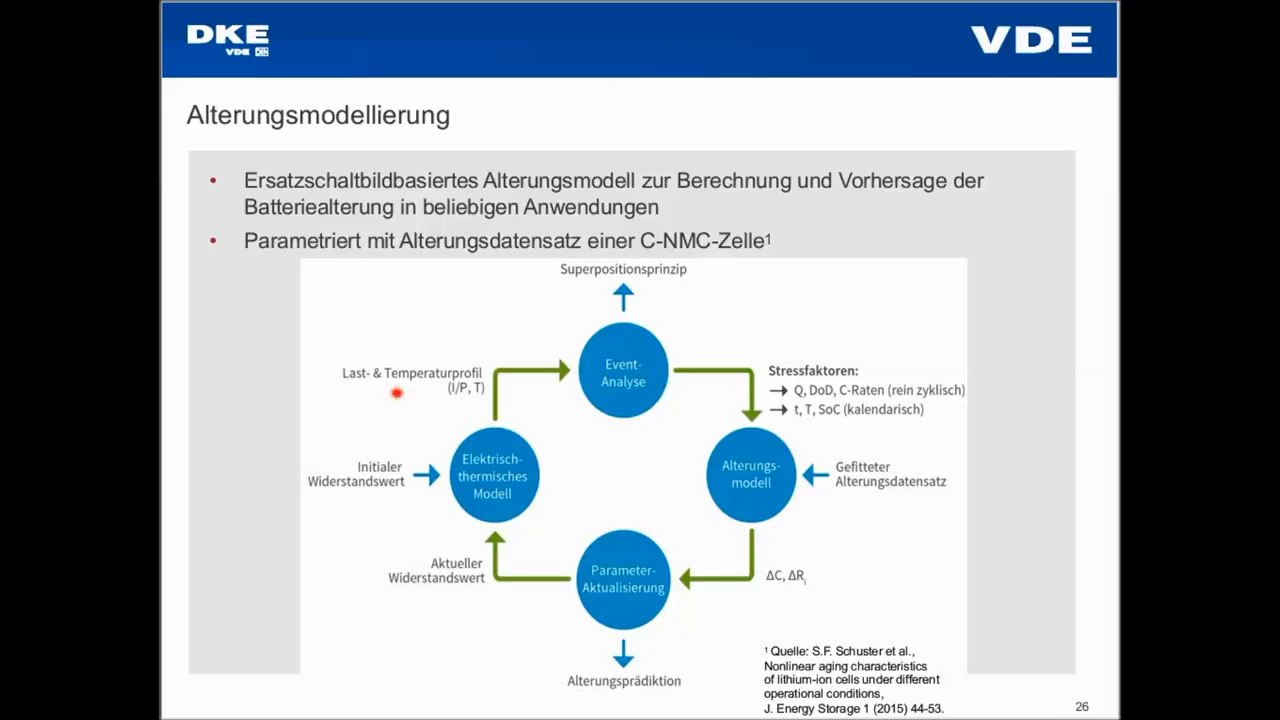 DKE
VDE DIN
VDE
Alterungsmodellierung
• Ersatzschaltbildbasiertes Alterungsmodell zur Berechnung und Vorhersage der
Batteriealterung in beliebigen Anwendungen
• Parametriert mit Alterungsdatensatz einer C-NMC-Zelle¹
Superpositionsprinzip
Event-
Analyse
Last- & Temperaturprofil
(I/P, T)
Stressfaktoren:
→ Q, DoD, C-Raten (rein zyklisch)
→ t, T, SoC (kalendarisch)
Initialer
Widerstandswert
Elektrisch-
thermisches
Modell
Alterungs-
modell
Gefitteter
Alterungsdatensatz
Aktueller
Widerstandswert
Parameter-
Aktualisierung
ΔC, ΔRᵢ
Alterungsprädiktion
¹ Quelle: S.F. Schuster et al.,
Nonlinear aging characteristics
of lithium-ion cells under different
operational conditions,
J. Energy Storage 1 (2015) 44-53.
26